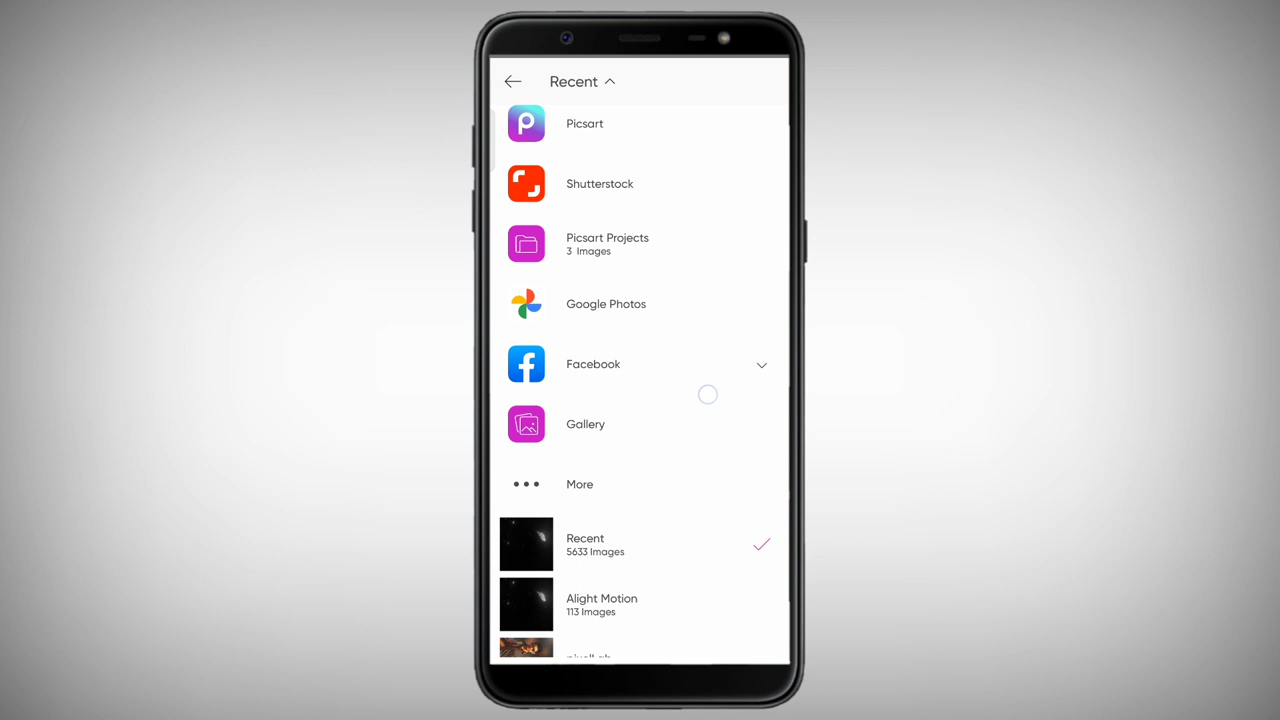 Recent
Picsart
Shutterstock
Picsart Projects
3 Images
Google Photos
Facebook
Gallery
More
Recent
5633 Images
Alight Motion
113 Images